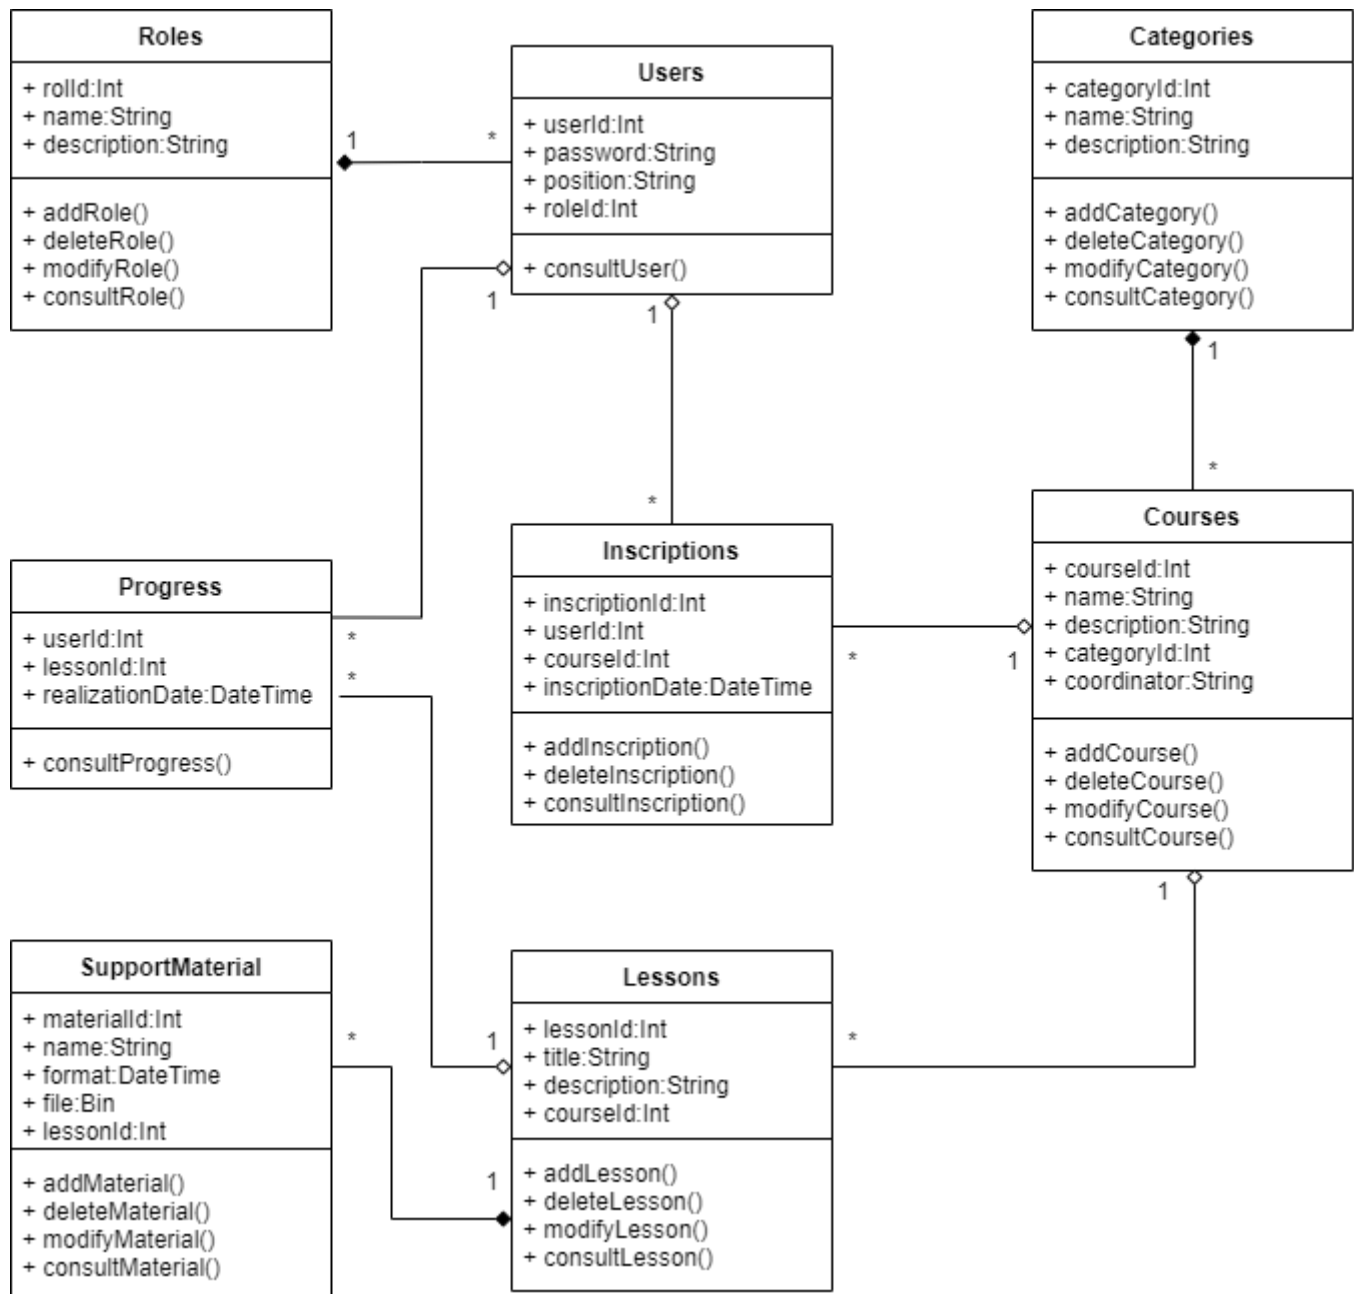 Roles
+ rolId:Int
+ name:String
+ description:String
+ addRole()
+ deleteRole()
+ modifyRole()
+ consultRole()
1
*
Users
+ userId:Int
+ password:String
+ position:String
+ roleId:Int
+ consultUser()
1
1
Categories
+ categoryId:Int
+ name:String
+ description:String
+ addCategory()
+ deleteCategory()
+ modifyCategory()
+ consultCategory()
1
*
Progress
+ userId:Int
+ lessonId:Int
+ realizationDate:DateTime
+ consultProgress()
*
*
*
Inscriptions
+ inscriptionId:Int
+ userId:Int
+ courseId:Int
+ inscriptionDate:DateTime
+ addInscription()
+ deleteInscription()
+ consultInscription()
*
1
Courses
+ courseId:Int
+ name:String
+ description:String
+ categoryId:Int
+ coordinator:String
+ addCourse()
+ deleteCourse()
+ modifyCourse()
+ consultCourse()
1
SupportMaterial
+ materialId:Int
+ name:String
+ format:DateTime
+ file:Bin
+ lessonId:Int
+ addMaterial()
+ deleteMaterial()
+ modifyMaterial()
+ consultMaterial()
*
1
1
Lessons
+ lessonId:Int
+ title:String
+ description:String
+ courseId:Int
+ addLesson()
+ deleteLesson()
+ modifyLesson()
+ consultLesson()
*